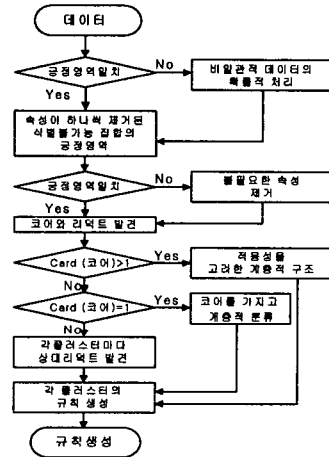 데이터
긍정영역일치
No
비일관적 데이터의
확률적 처리
Yes
속성이 하나씩 제거된
식별불가능 집합의
긍정영역
긍정영역일치
No
불필요한 속성
제거
Yes
코어와 리덕트 발견
Card (코어)>1
Yes
적용성을
고려한 계층적 구조
No
Card (코어)=1
Yes
코어를 가지고
계층적 분류
No
각클러스터마다
상대리덕트 발견
각 클러스터의
규칙 생성
규칙생성